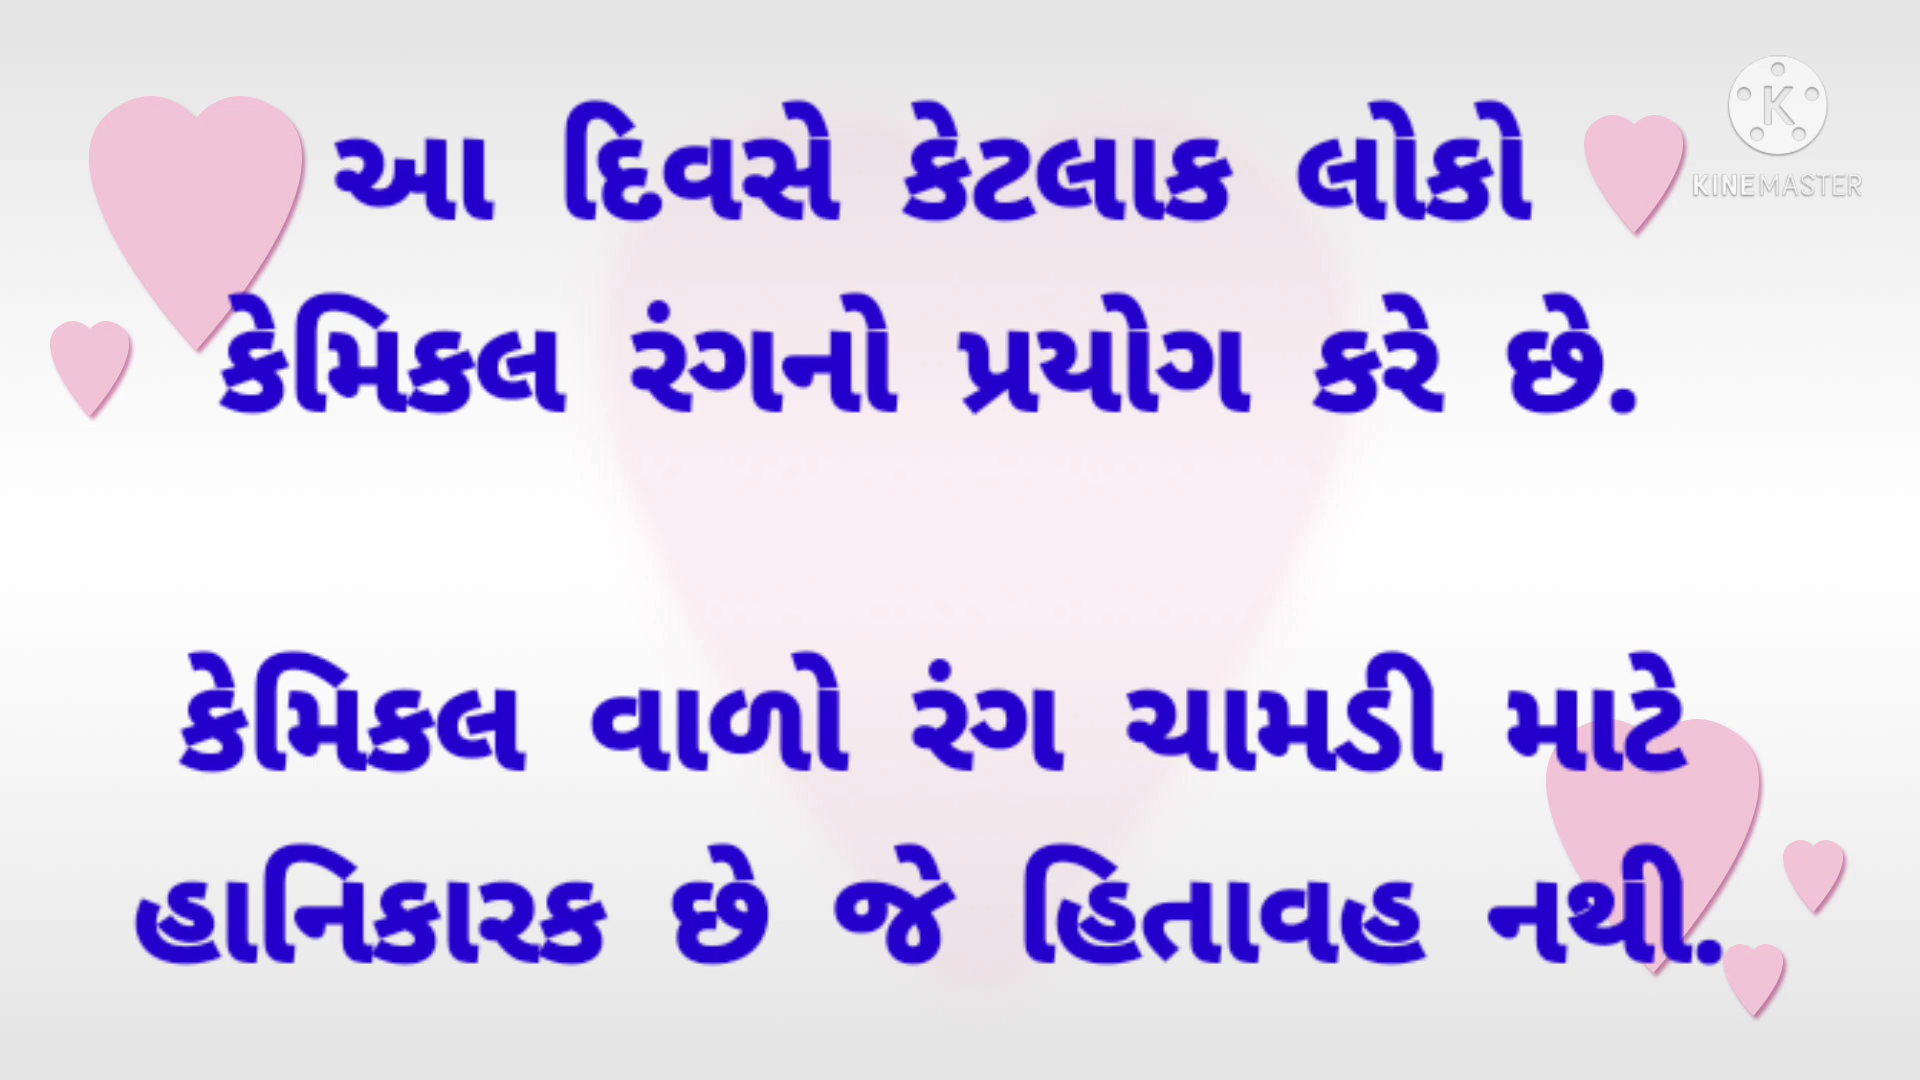 આ દિવસે કેટલાક લોકો
કેમિકલ રંગનો પ્રયોગ કરે છે.
કેમિકલ વાળો રંગ ચામડી માટે
હાનિકારક છે જે હિતાવહ નથી.
K
KINEMASTER